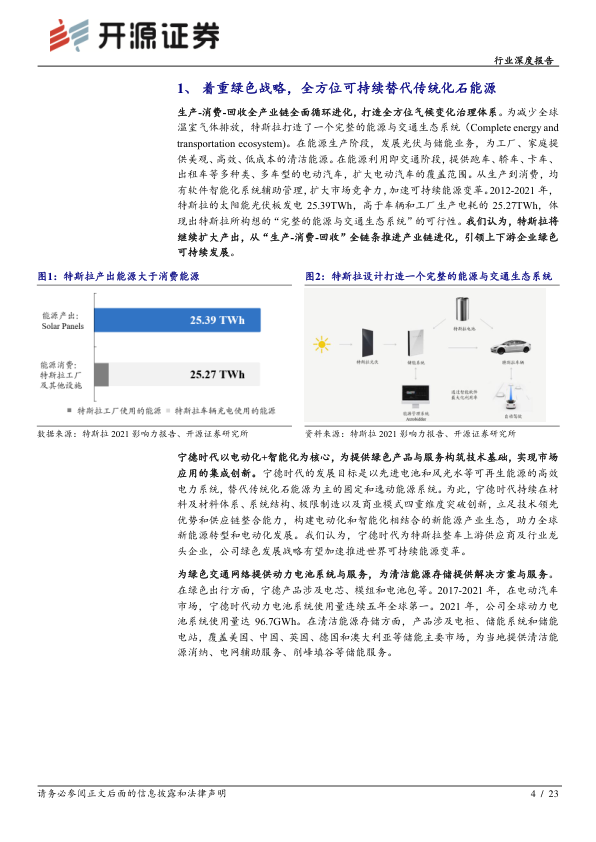 开源证券
行业深度报告
1、 着重绿色战略，全方位可持续替代传统化石能源
生产-消费-回收全产业链全面循环进化，打造全方位气候变化治理体系。为减少全球
温室气体排放，特斯拉打造了一个完整的能源与交通生态系统（Complete energy and
transportation ecosystem)。在能源生产阶段，发展光伏与储能业务，为工厂、家庭提
供美观、高效、低成本的清洁能源。在能源利用即交通阶段，提供跑车、轿车、卡车、
出租车等多种类、多车型的电动汽车，扩大电动汽车的覆盖范围。从生产到消费，均
有软件智能化系统辅助管理，扩大市场竞争力，加速可持续能源变革。2012-2021 年，
特斯拉的太阳能光伏板发电 25.39TWh，高于车辆和工厂生产电耗的 25.27TWh，体
现出特斯拉所构想的“完整的能源与交通生态系统”的可行性。我们认为，特斯拉将
继续扩大产出，从“生产-消费-回收”全链条推进产业链进化，引领上下游企业绿色
可持续发展。
图1：特斯拉产出能源大于消费能源
能源产出：
Solar Panels
25.39 TWh
能源消费：
特斯拉工厂
及其他设施
25.27 TWh
特斯拉工厂使用的能源 特斯拉车辆充电使用的能源
数据来源：特斯拉 2021 影响力报告、开源证券研究所
图2：特斯拉设计打造一个完整的能源与交通生态系统
特斯拉电池
特斯拉光伏
储能系统
特斯拉车辆
能源管理系统
Autobidder
通过智能软件
最大化利用率
自动驾驶
资料来源：特斯拉 2021 影响力报告、开源证券研究所
宁德时代以电动化+智能化为核心，为提供绿色产品与服务构筑技术基础，实现市场
应用的集成创新。宁德时代的发展目标是以先进电池和风光水等可再生能源的高效
电力系统，替代传统化石能源为主的固定和速动能源系统。为此，宁德时代持续在材
料及材料体系、系统结构、极限制造以及商业模式四重维度突破创新，立足技术领先
优势和供应链整合能力，构建电动化和智能化相结合的新能源产业生态，助力全球
新能源转型和电动化发展。我们认为，宁德时代为特斯拉整车上游供应商及行业龙
头企业，公司绿色发展战略有望加速推进世界可持续能源变革。
为绿色交通网络提供动力电池系统与服务，为清洁能源存储提供解决方案与服务。
在绿色出行方面，宁德产品涉及电芯、模组和电池包等。2017-2021 年，在电动汽车
市场，宁德时代动力电池系统使用量连续五年全球第一。2021 年，公司全球动力电
池系统使用量达 96.7GWh。在清洁能源存储方面，产品涉及电柜、储能系统和储能
电站，覆盖美国、中国、英国、德国和澳大利亚等储能主要市场，为当地提供清洁能
源消纳、电网辅助服务、削峰填谷等储能服务。
请务必参阅正文后面的信息披露和法律声明
4 / 23